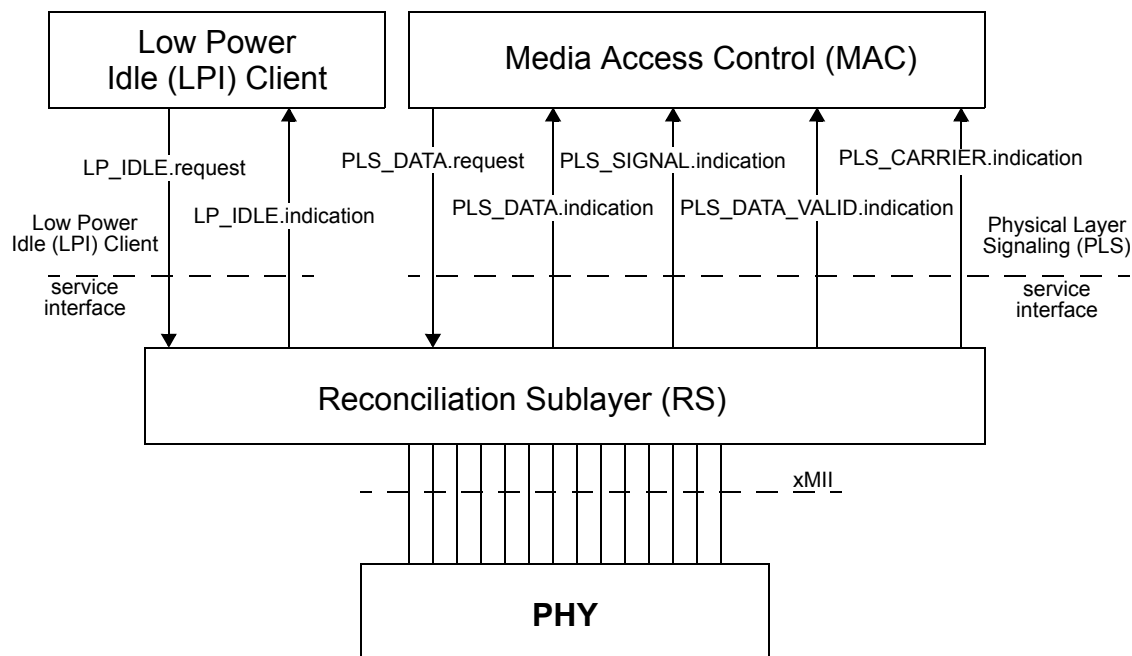 Low Power
Idle (LPI) Client
Media Access Control (MAC)
LP_IDLE.request
PLS_DATA.request
PLS_SIGNAL.indication
PLS_CARRIER.indication
LP_IDLE.indication
PLS_DATA.indication
PLS_DATA_VALID.indication
Low Power
Idle (LPI) Client
service
interface
Physical Layer
Signaling (PLS)
service
interface
Reconciliation Sublayer (RS)
xMII
PHY